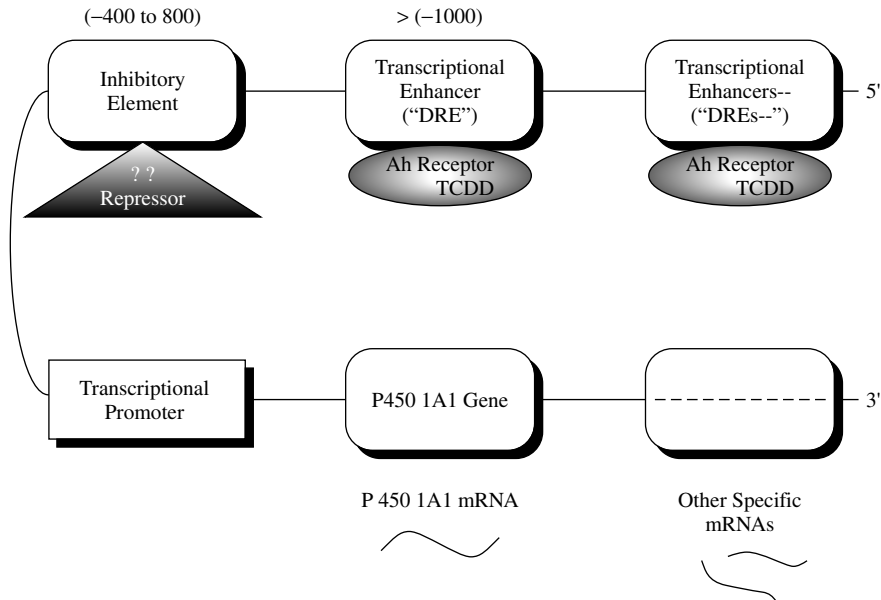 (−400 to 800)
> (−1000)
Inhibitory
Element
Transcriptional
Enhancer
(“DRE”)
Transcriptional
Enhancers--
(“DREs--”)
5'
? ?
Repressor
Ah Receptor
TCDD
Ah Receptor
TCDD
Transcriptional
Promoter
P450 1A1 Gene
3'
P 450 1A1 mRNA
Other Specific
mRNAs